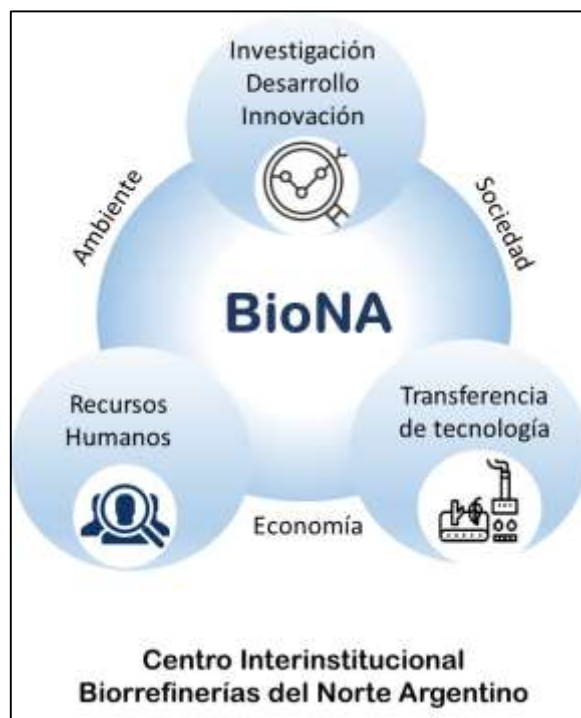 Investigación
Desarrollo
Innovación
Ambiente
Sociedad
BioNA
Recursos
Humanos
Transferencia
de tecnología
Economía
Centro Interinstitucional
Biorrefinerías del Norte Argentino